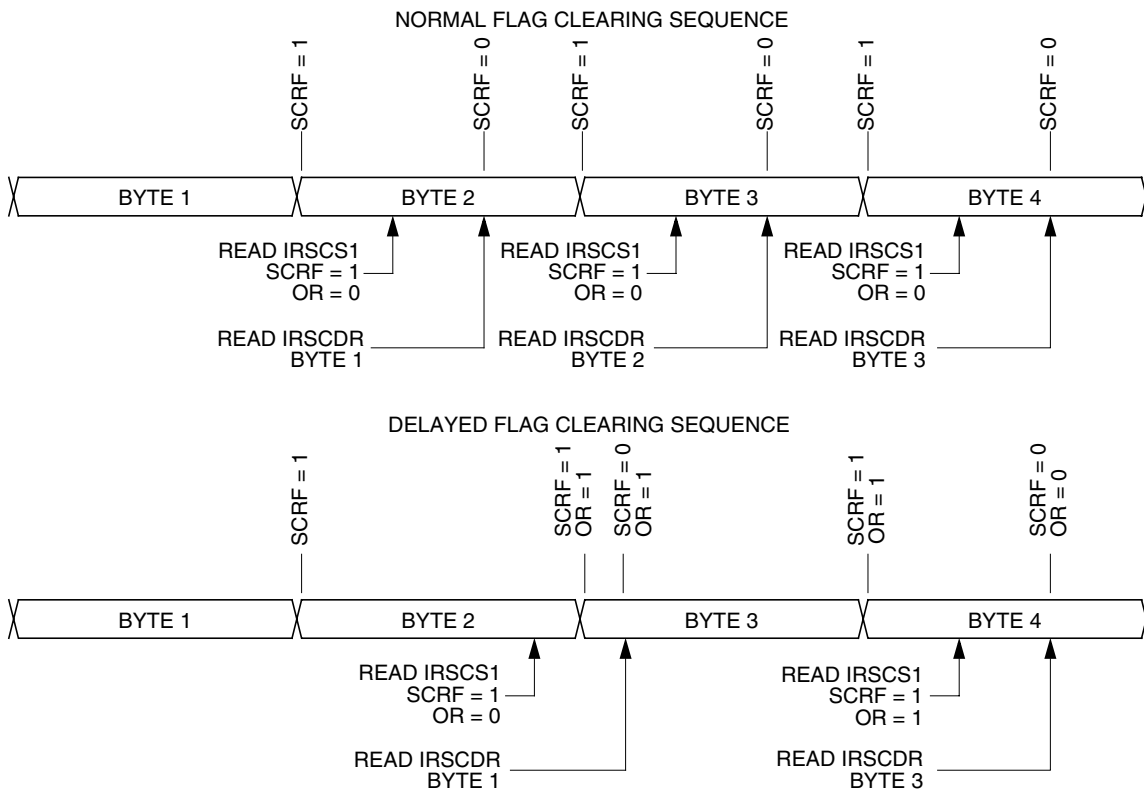 NORMAL FLAG CLEARING SEQUENCE
SCRF = 1
SCRF = 0
SCRF = 1
SCRF = 0
SCRF = 1
SCRF = 0
BYTE 1
BYTE 2
BYTE 3
BYTE 4
READ IRSCS1
SCRF = 1
OR = 0
READ IRSCS1
SCRF = 1
OR = 0
READ IRSCS1
SCRF = 1
OR = 0
READ IRSCDR
BYTE 1
READ IRSCDR
BYTE 2
READ IRSCDR
BYTE 3
DELAYED FLAG CLEARING SEQUENCE
SCRF = 1
SCRF = 1
OR = 1
SCRF = 0
OR = 1
SCRF = 1
OR = 1
SCRF = 0
OR = 0
BYTE 1
BYTE 2
BYTE 3
BYTE 4
READ IRSCS1
SCRF = 1
OR = 0
READ IRSCS1
SCRF = 1
OR = 1
READ IRSCDR
BYTE 1
READ IRSCDR
BYTE 3